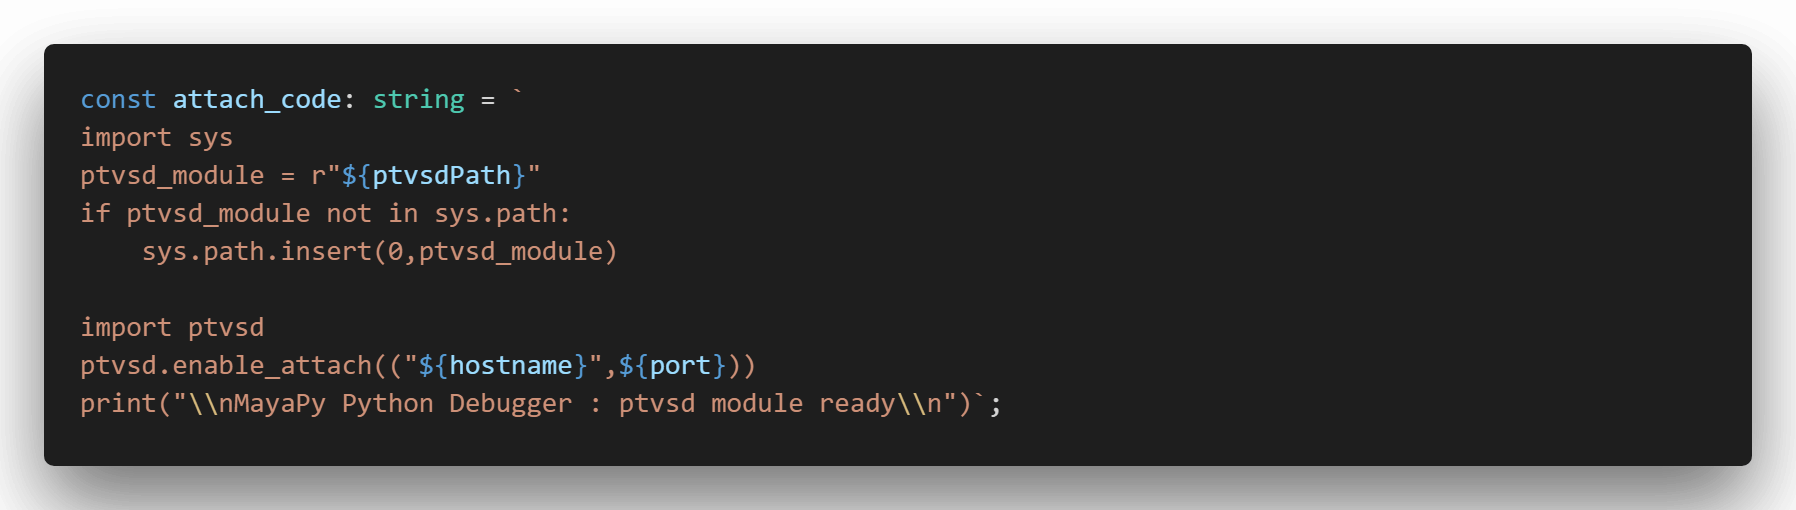 const attach_code: string = `
import sys
ptvsd_module = r"${ptvsdPath}"
if ptvsd_module not in sys.path:
    sys.path.insert(0,ptvsd_module)

import ptvsd
ptvsd.enable_attach(("${hostname}",${port}))
print("\\nMayaPy Python Debugger : ptvsd module ready\\n")`;